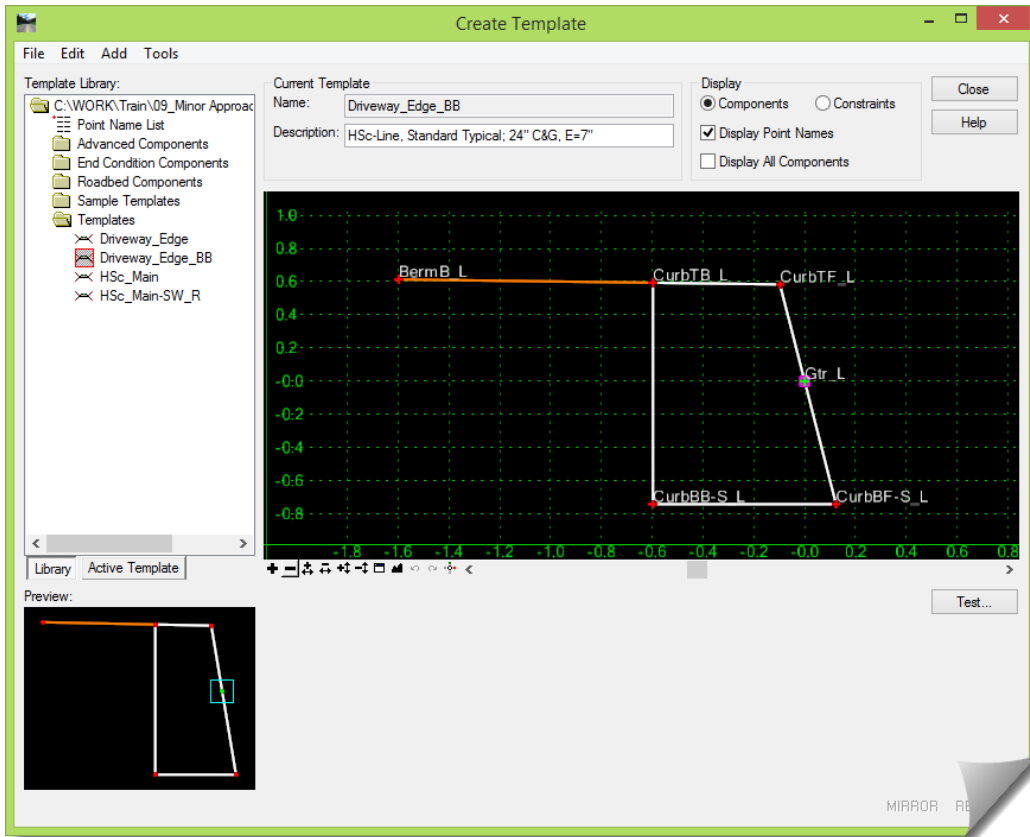 Create Template
File Edit Add Tools
Template Library:
C:\WORK\Train\09_Minor Approac
Point Name List
Advanced Components
End Condition Components
Roadbed Components
Sample Templates
Templates
Driveway_Edge
Driveway_Edge_BB
HSc_Main
HSc_Main-SW_R
Library Active Template
Current Template
Name: Driveway_Edge_BB
Description: HSc-Line, Standard Typical; 24" C&G, E=7"
Display
Components Constraints
Display Point Names
Display All Components
Close
Help
1.0
0.8
BermB_L CurbTB_L CurbTF_L
0.6
0.4
0.2
Gtr_L
-0.0
-0.2
-0.4
-0.6
CurbBB-S_L CurbBF-S_L
-0.8
-1.8 -1.6 -1.4 -1.2 -1.0 -0.8 -0.6 -0.4 -0.2 -0.0 0.2 0.4 0.6 0.8
Preview:
Test...
MIRROR